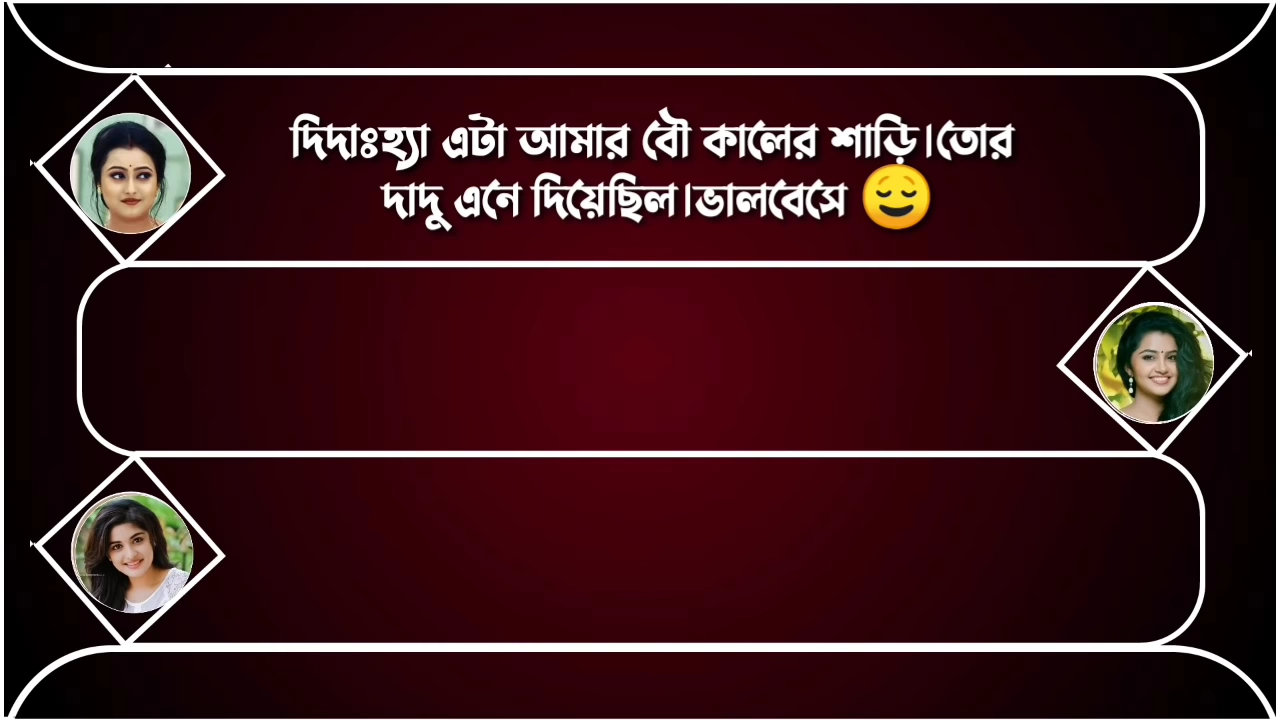 দিদাঃহ্যা এটা আমার বৌ কালের শাড়ি।তোর
দাদু এনে দিয়েছিল।ভালবেসে 😌